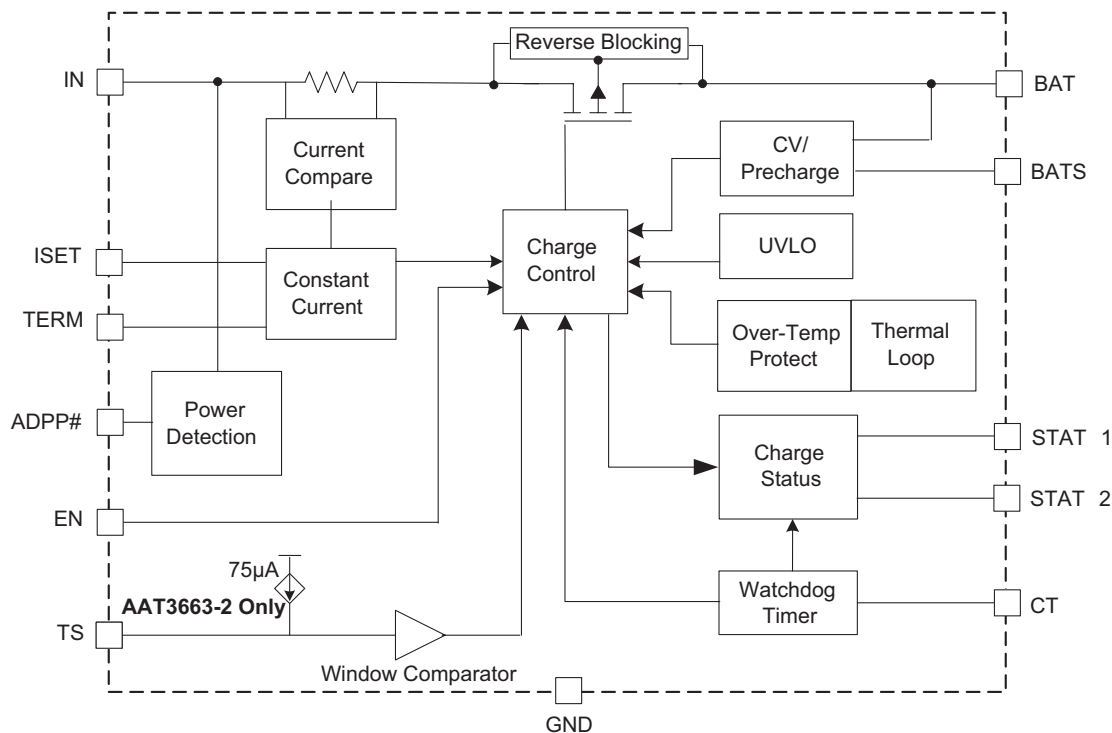 Reverse Blocking
IN
BAT
Current
Compare
CV/
Precharge
BATS
ISET
Constant
Current
Charge
Control
UVLO
TERM
Over-Temp
Protect
Thermal
Loop
ADPP#
Power
Detection
Charge
Status
STAT 1
STAT 2
EN
75µA
AAT3663-2 Only
TS
Window Comparator
Watchdog
Timer
CT
GND